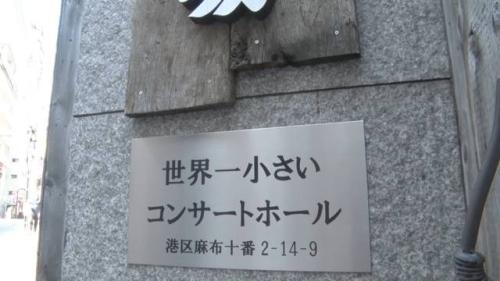 世界一小さい
コンサートホール
港区麻布十番 2-14-9